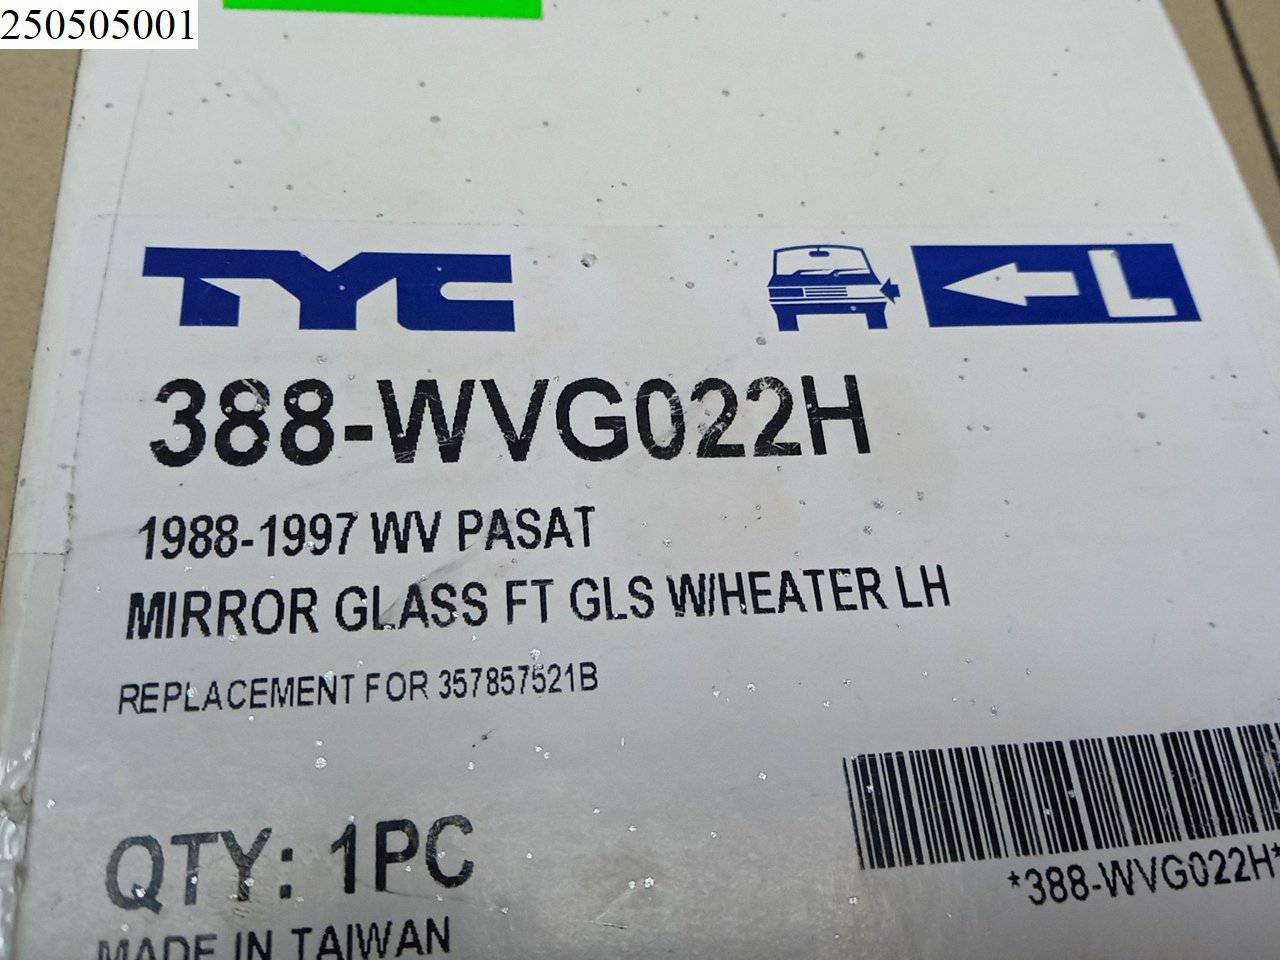 250505001
TYC
L
388-WVG022H
1988-1997 WV PASAT
MIRROR GLASS FT GLS W/HEATER LH
REPLACEMENT FOR 357857521B
QTY: 1PC
*388-WVG022H*
MADE IN TAIWAN